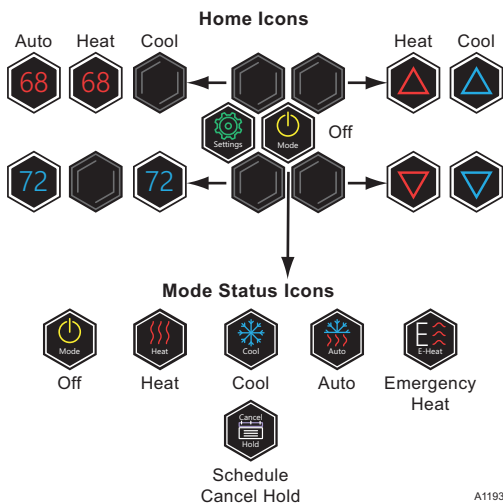 Home Icons
Auto Heat Cool Heat Cool
68 68
Settings Mode Off
72 72
Mode Status Icons
Mode Heat Cool Auto E E-Heat
Off Heat Cool Auto Emergency
Heat
Cancel
Hold
Schedule
Cancel Hold
A1193